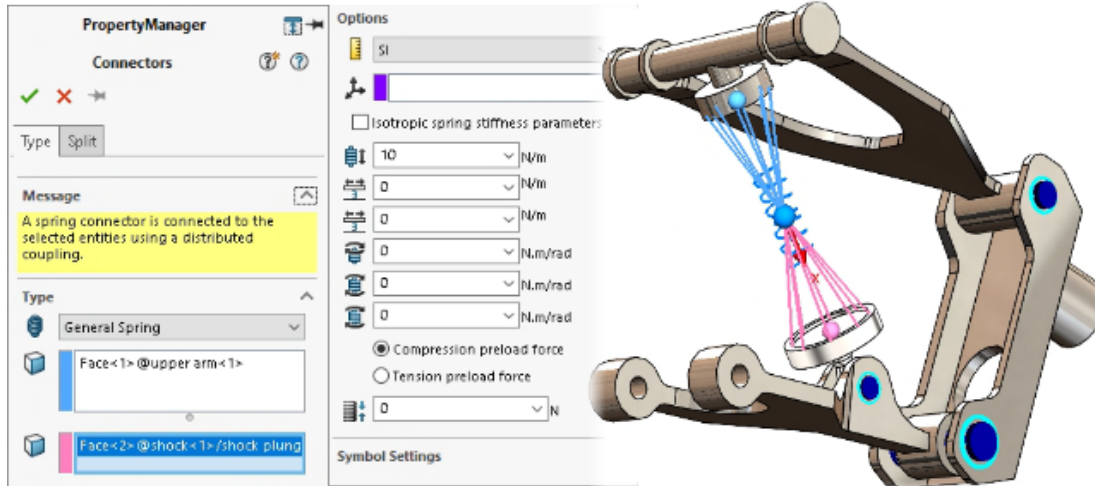 PropertyManager
Connectors
Type
Split
Message
A spring connector is connected to the
selected entities using a distributed
coupling.
Type
General Spring
Face<1>@upper arm<1>
Face<2>@shock<1>/shock plung
Options
SI
Isotropic spring stiffness parameters
10 N/m
0 N/m
0 N/m
0 N.m/rad
0 N.m/rad
0 N.m/rad
Compression preload force
Tension preload force
0 N
Symbol Settings
x